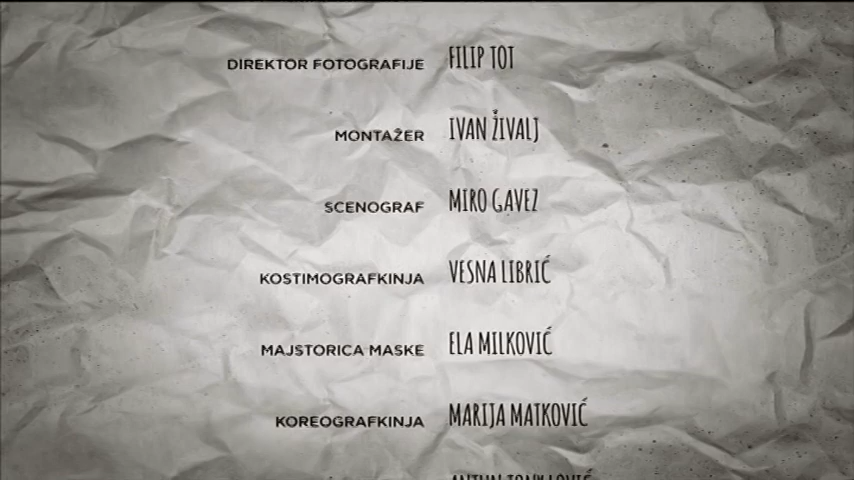 DIREKTOR FOTOGRAFIJE FILIP TOT
MONTAŽER IVAN ŽIVALJ
SCENOGRAF MIRO GAVEZ
KOSTIMOGRAFKINJA VESNA LIBRIĆ
MAJSTORICA MASKE ELA MILKOVIĆ
KOREOGRAFKINJA MARIJA MATKOVIĆ